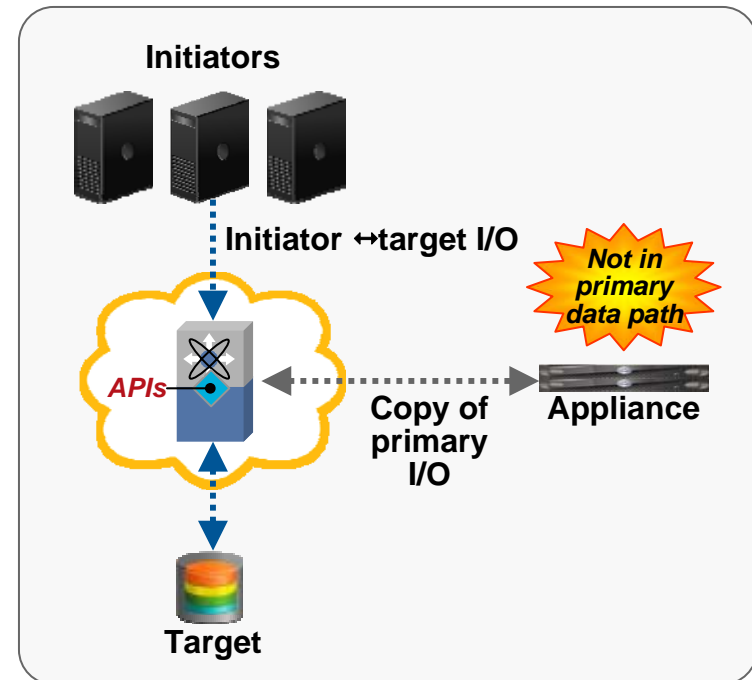 Initiators
Initiator ↔target I/O
Not in
primary
data path
APIs
Copy of
primary
I/O
Appliance
Target